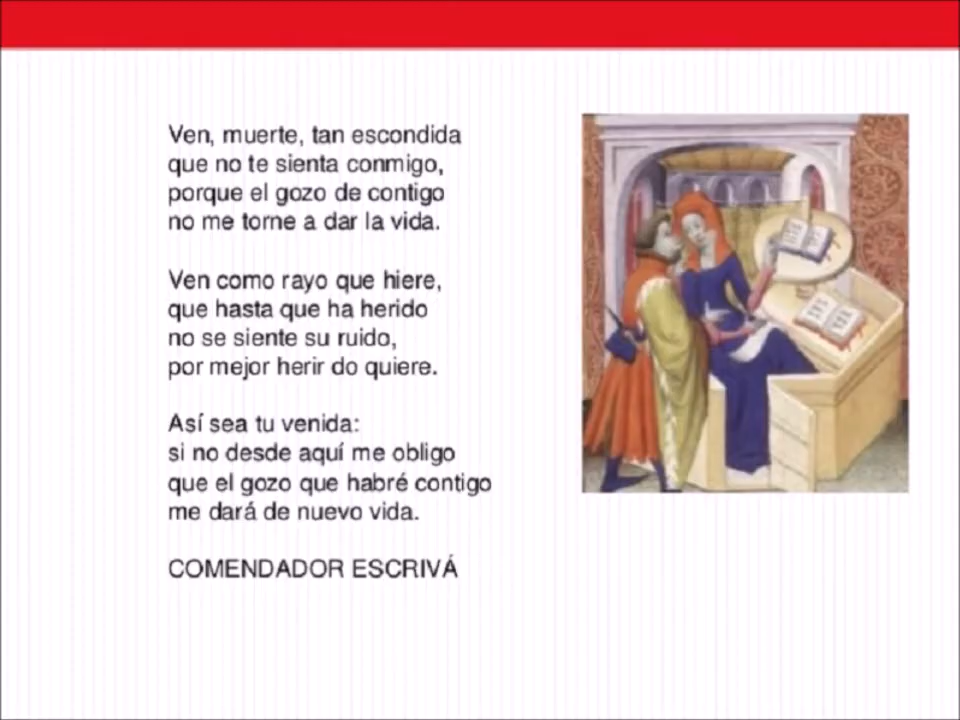 Ven, muerte, tan escondida
que no te sienta conmigo,
porque el gozo de contigo
no me torne a dar la vida.
Ven como rayo que hiere,
que hasta que ha herido
no se siente su ruido,
por mejor herir do quiere.
Así sea tu venida:
si no desde aquí me obligo
que el gozo que habré contigo
me dará de nuevo vida.
COMENDADOR ESCRIVÁ